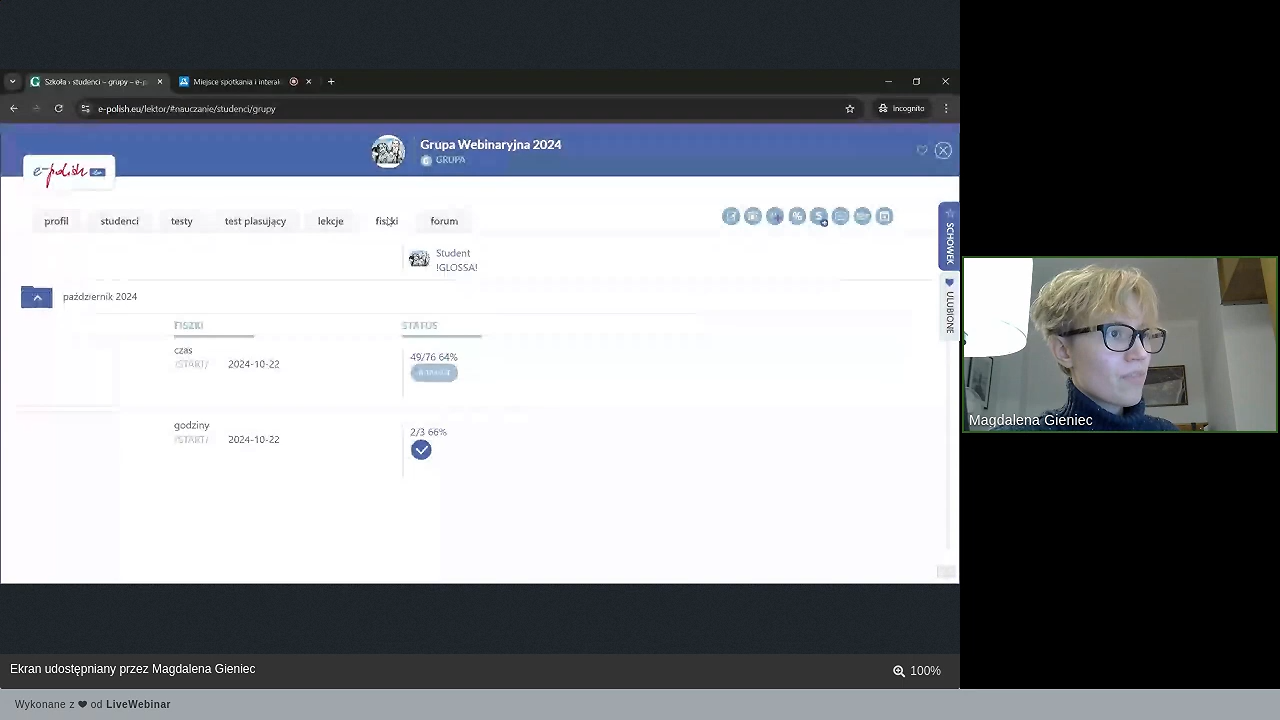 Szkoła › studenci – grupy – e-p
Miejsce spotkania i interak
e-polish.eu/lektor/#nauczanie/studenci/grupy
Incognito
Grupa Webinaryjna 2024
GRUPA
e-polish
profil
studenci
testy
test plasujący
lekcje
fiszki
forum
SCHOWEK
ULUBIONE
Student
!GLOSSA!
październik 2024
FISZKI
STATUS
czas
/START/
2024-10-22
49/76 64%
godziny
/START/
2024-10-22
2/3 66%
Magdalena Gieniec
Ekran udostępniany przez Magdalena Gieniec
100%
Wykonane z ❤ od LiveWebinar